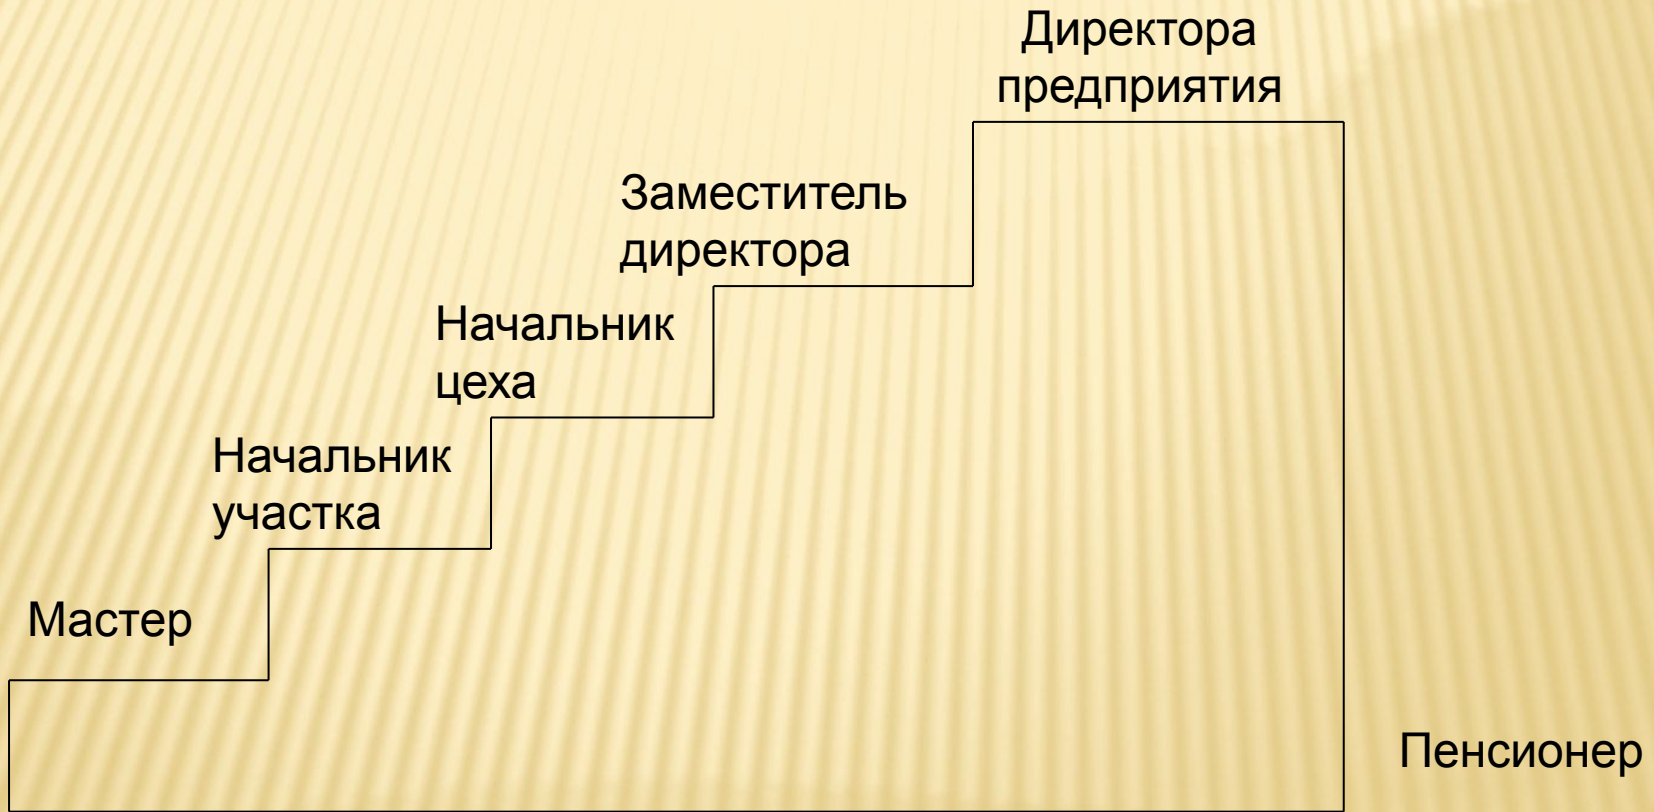 Директора
предприятия
Заместитель
директора
Начальник
цеха
Начальник
участка
Мастер
Пенсионер